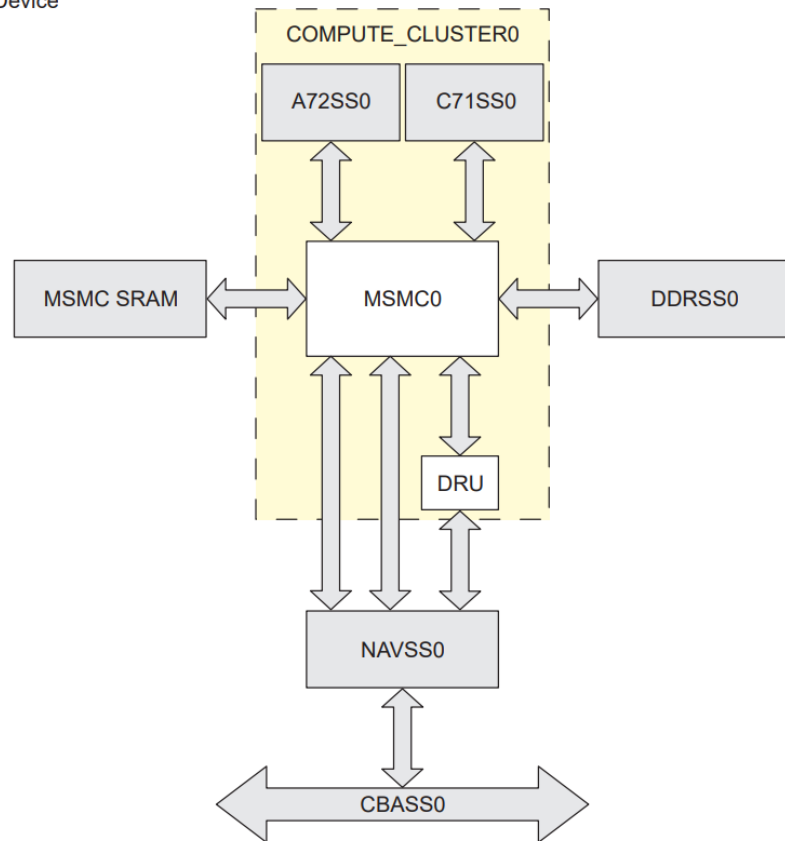 Device
COMPUTE_CLUSTER0
A72SS0
C71SS0
MSMC SRAM
MSMC0
DDRSS0
DRU
NAVSS0
CBASS0